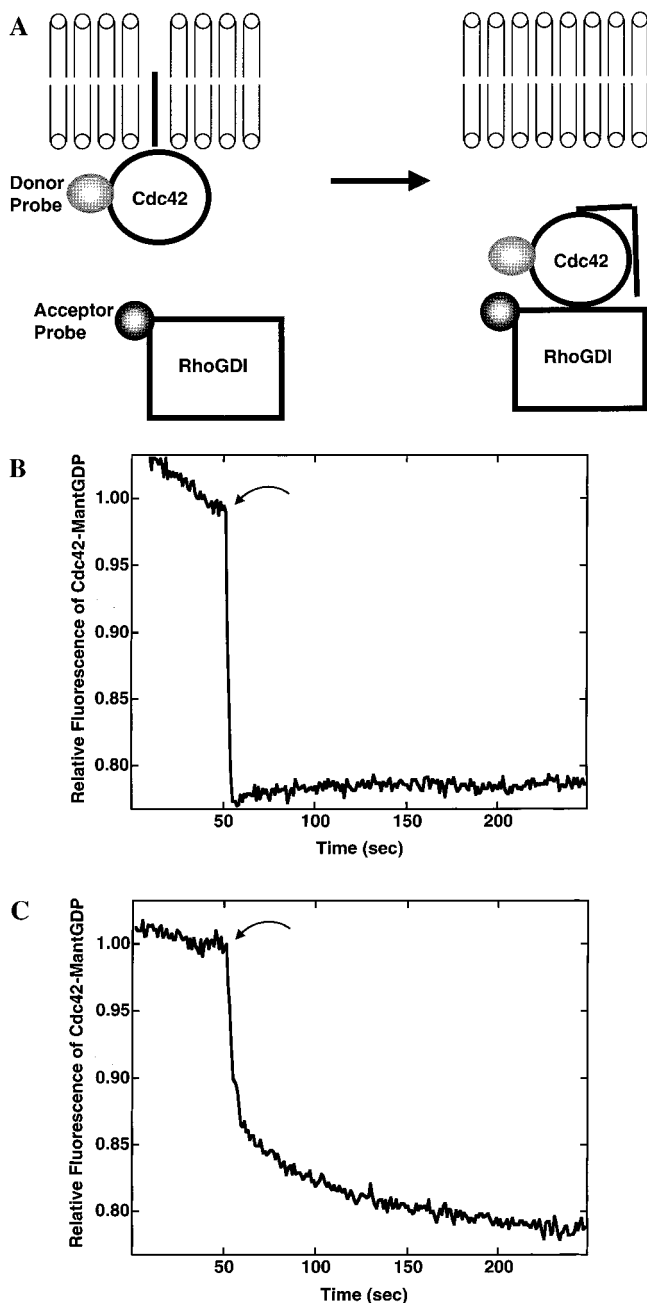 A
Donor
Probe
Cdc42
Acceptor
Probe
RhoGDI
Cdc42
RhoGDI
B
Relative Fluorescence of Cdc42-MantGDP
1.00
0.95
0.90
0.85
0.80
50
100
150
200
Time (sec)
C
Relative Fluorescence of Cdc42-MantGDP
1.00
0.95
0.90
0.85
0.80
50
100
150
200
Time (sec)